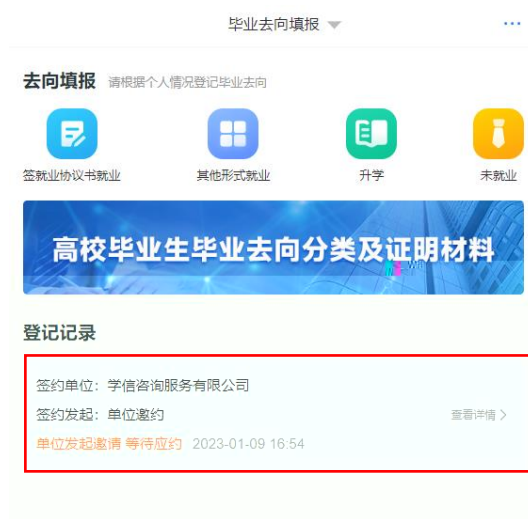 毕业去向填报
去向填报 请根据个人情况登记毕业去向
签就业协议书就业 其他形式就业 升学 未就业
高校毕业生毕业去向分类及证明材料
登记记录
签约单位：学信咨询服务有限公司
签约发起：单位邀约
查看详情 >
单位发起邀请 等待应约 2023-01-09 16:54